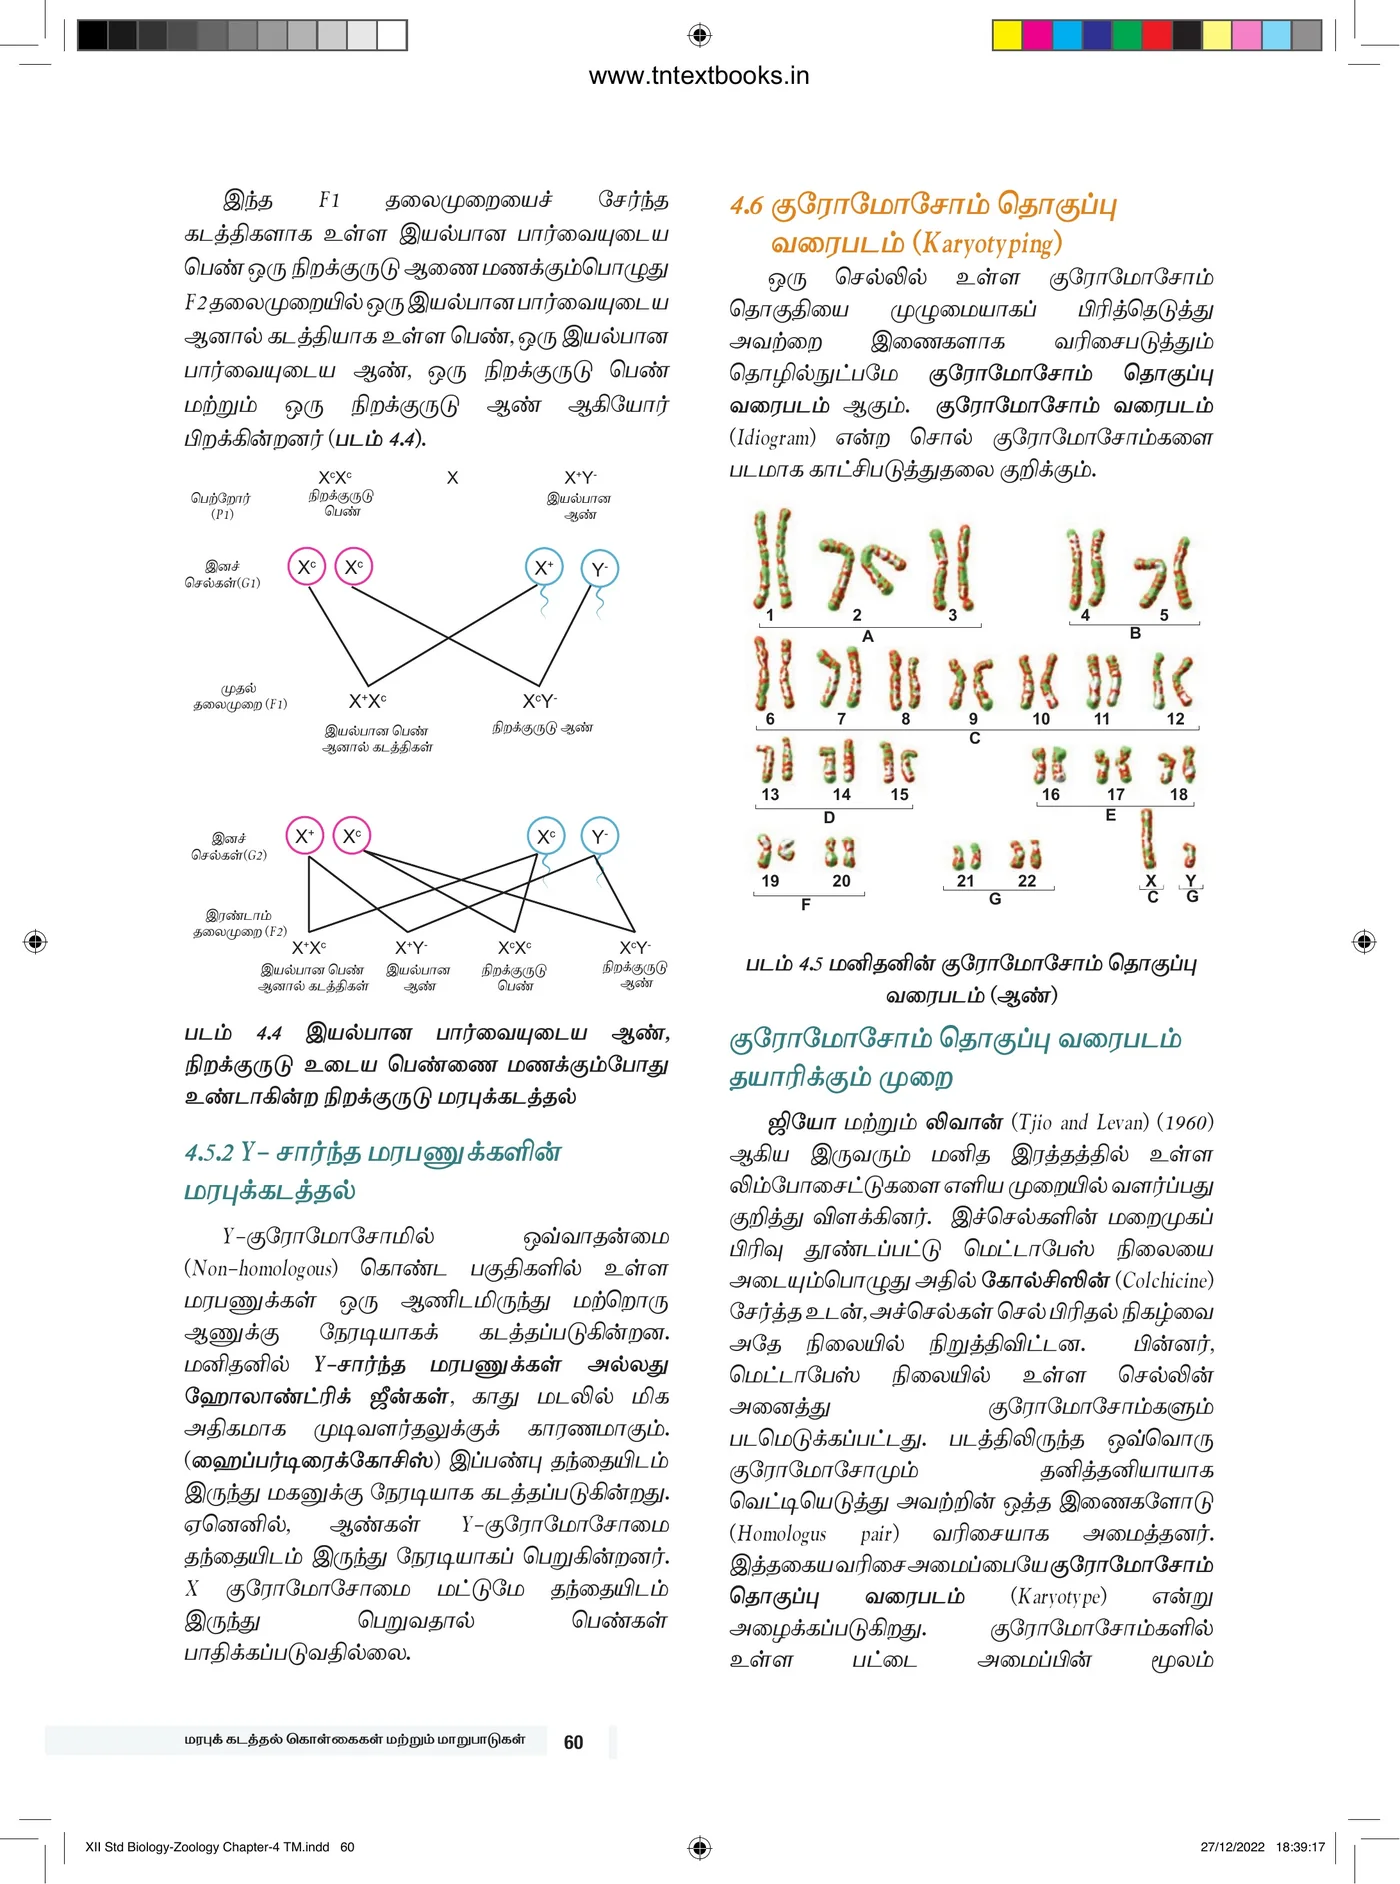 www.tntextbooks.in
இந்த F1 தலைமுறையைச் சேர்ந்த
கடத்திகளாக உள்ள இயல்பான பார்வையுடைய
பெண் ஒரு நிறக்குருடு ஆணை மணக்கும்பொழுது
F2 தலைமுறையில் ஒரு இயல்பான பார்வையுடைய
ஆனால் கடத்தியாக உள்ள பெண், ஒரு இயல்பான
பார்வையுடைய ஆண், ஒரு நிறக்குருடு பெண்
மற்றும் ஒரு நிறக்குருடு ஆண் ஆகியோர்
பிறக்கின்றனர் (படம் 4.4).
XᶜXᶜ X X⁺Y⁻
பெற்றோர்
(P1)
நிறக்குருடு
பெண்
இயல்பான
ஆண்
இனச்
செல்கள்(G1)
Xᶜ Xᶜ X⁺ Y⁻
முதல்
தலைமுறை (F1)
X⁺Xᶜ XᶜY⁻
இயல்பான பெண்
ஆனால் கடத்திகள்
நிறக்குருடு ஆண்
இனச்
செல்கள்(G2)
X⁺ Xᶜ Xᶜ Y⁻
இரண்டாம்
தலைமுறை (F2)
X⁺Xᶜ X⁺Y⁻ XᶜXᶜ XᶜY⁻
இயல்பான பெண்
ஆனால் கடத்திகள்
இயல்பான
ஆண்
நிறக்குருடு
பெண்
நிறக்குருடு
ஆண்
படம் 4.4 இயல்பான பார்வையுடைய ஆண்,
நிறக்குருடு உடைய பெண்ணை மணக்கும்போது
உண்டாகின்ற நிறக்குருடு மரபுக்கடத்தல்
4.5.2 Y- சார்ந்த மரபணுக்களின்
மரபுக்கடத்தல்
Y-குரோமோசோமில் ஒவ்வாதன்மை
(Non-homologous) கொண்ட பகுதிகளில் உள்ள
மரபணுக்கள் ஒரு ஆணிடமிருந்து மற்றொரு
ஆணுக்கு நேரடியாகக் கடத்தப்படுகின்றன.
மனிதனில் Y-சார்ந்த மரபணுக்கள் அல்லது
ஹோலாண்ட்ரிக் ஜீன்கள், காது மடலில் மிக
அதிகமாக முடிவளர்தலுக்குக் காரணமாகும்.
(ஹைப்பர்டிரைக்கோசிஸ்) இப்பண்பு தந்தையிடம்
இருந்து மகனுக்கு நேரடியாக கடத்தப்படுகின்றது.
ஏனெனில், ஆண்கள் Y-குரோமோசோமை
தந்தையிடம் இருந்து நேரடியாகப் பெறுகின்றனர்.
X குரோமோசோமை மட்டுமே தந்தையிடம்
இருந்து பெறுவதால் பெண்கள்
பாதிக்கப்படுவதில்லை.
4.6 குரோமோசோம் தொகுப்பு
வரைபடம் (Karyotyping)
ஒரு செல்லில் உள்ள குரோமோசோம்
தொகுதியை முழுமையாகப் பிரித்தெடுத்து
அவற்றை இணைகளாக வரிசைபடுத்தும்
தொழில்நுட்பமே குரோமோசோம் தொகுப்பு
வரைபடம் ஆகும். குரோமோசோம் வரைபடம்
(Idiogram) என்ற சொல் குரோமோசோம்களை
படமாக காட்சிபடுத்துதலை குறிக்கும்.
1 2 3 4 5
A B
6 7 8 9 10 11 12
C
13 14 15 16 17 18
D E
19 20 21 22 X Y
F G C G
படம் 4.5 மனிதனின் குரோமோசோம் தொகுப்பு
வரைபடம் (ஆண்)
குரோமோசோம் தொகுப்பு வரைபடம்
தயாரிக்கும் முறை
ஜியோ மற்றும் லிவான் (Tjio and Levan) (1960)
ஆகிய இருவரும் மனித இரத்தத்தில் உள்ள
லிம்போசைட்டுகளை எளிய முறையில் வளர்ப்பது
குறித்து விளக்கினர். இச்செல்களின் மறைமுகப்
பிரிவு தூண்டப்பட்டு மெட்டாபேஸ் நிலையை
அடையும்பொழுது அதில் கோல்சிஸின் (Colchicine)
சேர்த்த உடன், அச்செல்கள் செல் பிரிதல் நிகழ்வை
அதே நிலையில் நிறுத்திவிட்டன. பின்னர்,
மெட்டாபேஸ் நிலையில் உள்ள செல்லின்
அனைத்து குரோமோசோம்களும்
படமெடுக்கப்பட்டது. படத்திலிருந்த ஒவ்வொரு
குரோமோசோமும் தனித்தனியாயாக
வெட்டியெடுத்து அவற்றின் ஒத்த இணைகளோடு
(Homologus pair) வரிசையாக அமைத்தனர்.
இத்தகைய வரிசை அமைப்பையே குரோமோசோம்
தொகுப்பு வரைபடம் (Karyotype) என்று
அழைக்கப்படுகிறது. குரோமோசோம்களில்
உள்ள பட்டை அமைப்பின் மூலம்
மரபுக் கடத்தல் கொள்கைகள் மற்றும் மாறுபாடுகள் 60
XII Std Biology-Zoology Chapter-4 TM.indd 60 27/12/2022 18:39:17